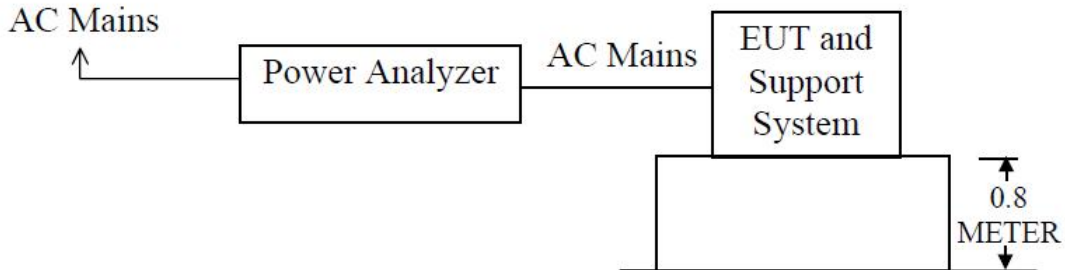 AC Mains
Power Analyzer
AC Mains
EUT and
Support
System
0.8
METER